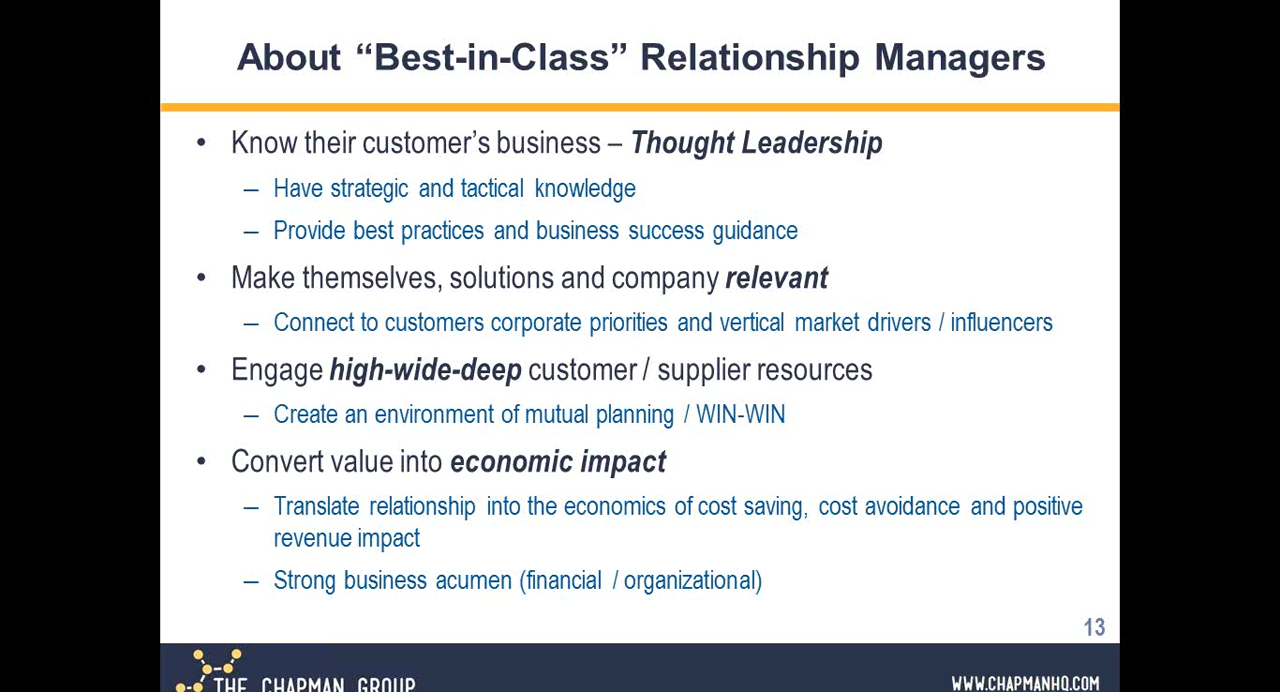 About “Best-in-Class” Relationship Managers
• Know their customer’s business – Thought Leadership
– Have strategic and tactical knowledge
– Provide best practices and business success guidance
• Make themselves, solutions and company relevant
– Connect to customers corporate priorities and vertical market drivers / influencers
• Engage high-wide-deep customer / supplier resources
– Create an environment of mutual planning / WIN-WIN
• Convert value into economic impact
– Translate relationship into the economics of cost saving, cost avoidance and positive
revenue impact
– Strong business acumen (financial / organizational)
13
THE CHAPMAN GROUP
WWW.CHAPMANHQ.COM